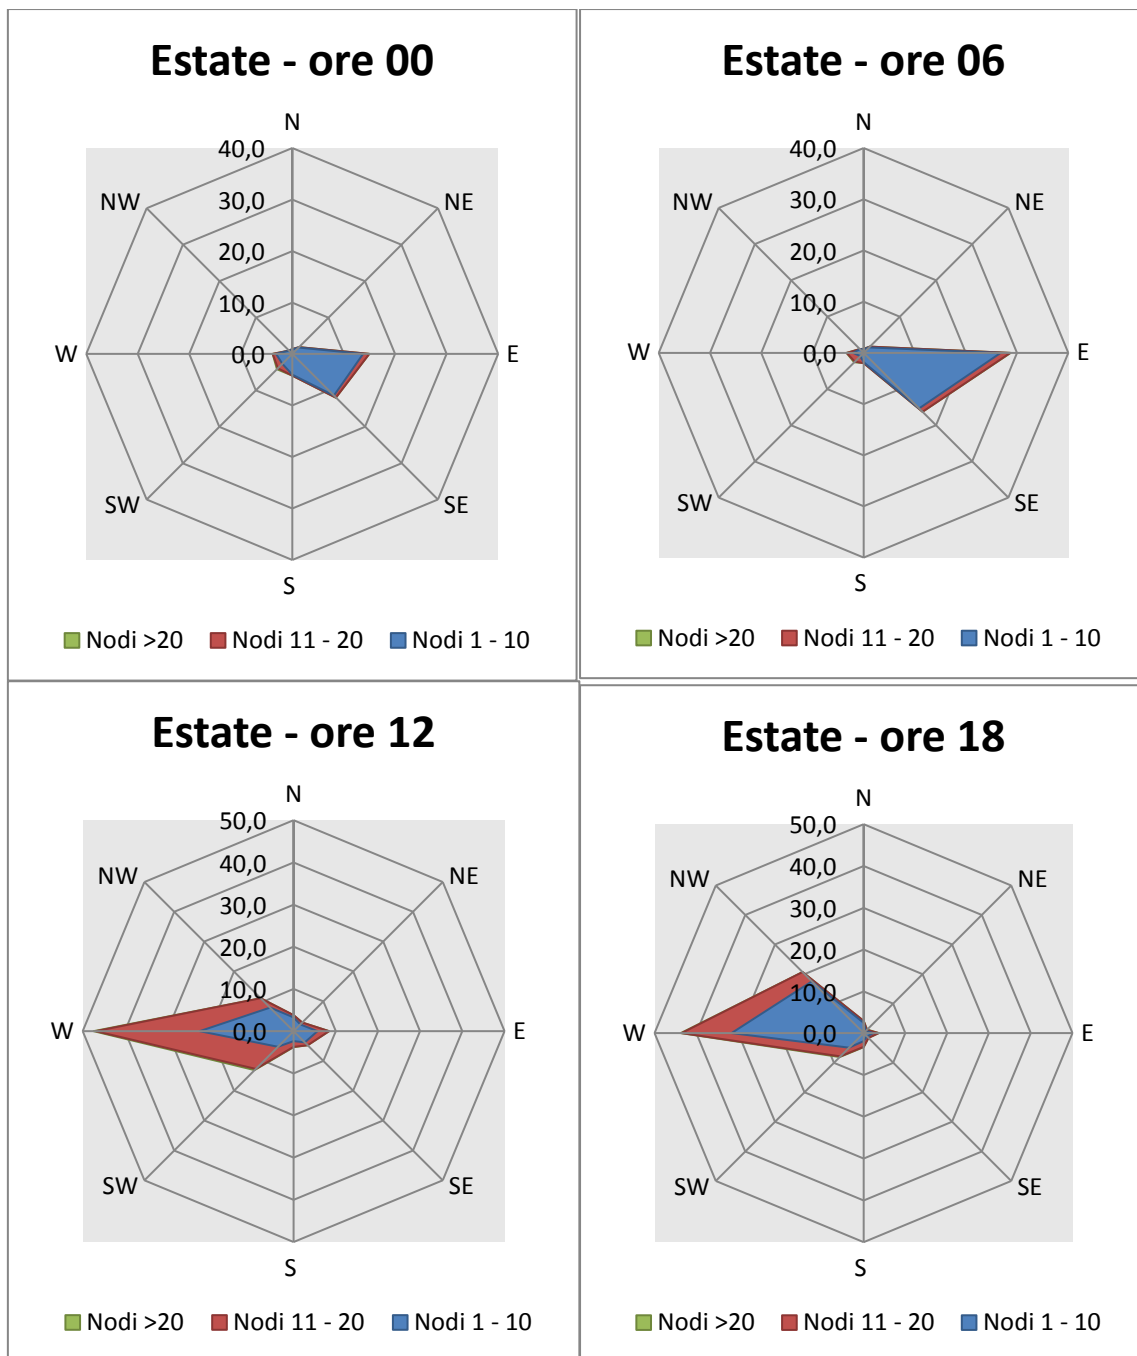 Estate - ore 00
N
40,0
NW
NE
30,0
20,0
10,0
W
0,0
E
SW
SE
S
Nodi >20 Nodi 11 - 20 Nodi 1 - 10
Estate - ore 06
N
40,0
NW
NE
30,0
20,0
10,0
W
0,0
E
SW
SE
S
Nodi >20 Nodi 11 - 20 Nodi 1 - 10
Estate - ore 12
N
50,0
NW
NE
40,0
30,0
20,0
10,0
W
0,0
E
SW
SE
S
Nodi >20 Nodi 11 - 20 Nodi 1 - 10
Estate - ore 18
N
50,0
NW
NE
40,0
30,0
20,0
10,0
W
0,0
E
SW
SE
S
Nodi >20 Nodi 11 - 20 Nodi 1 - 10